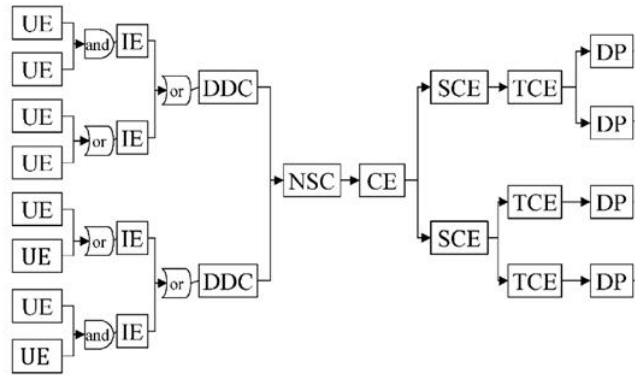 UE
UE
and
IE
UE
UE
or
IE
or
DDC
UE
UE
or
IE
UE
UE
and
IE
or
DDC
NSC
CE
SCE
TCE
DP
DP
SCE
TCE
DP
TCE
DP